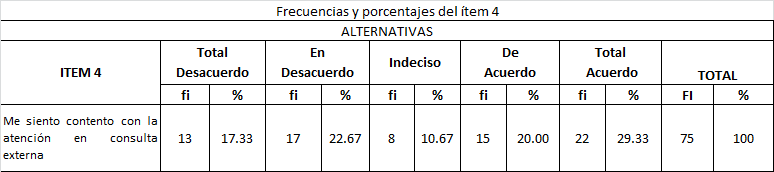 Frecuencias y porcentajes del ítem 4
ALTERNATIVAS
ITEM 4
Total Desacuerdo
En Desacuerdo
Indeciso
De Acuerdo
Total Acuerdo
TOTAL
fi % fi % fi % fi % fi % FI %
Me siento contento con la
atención en consulta
externa
13 17.33 17 22.67 8 10.67 15 20.00 22 29.33 75 100